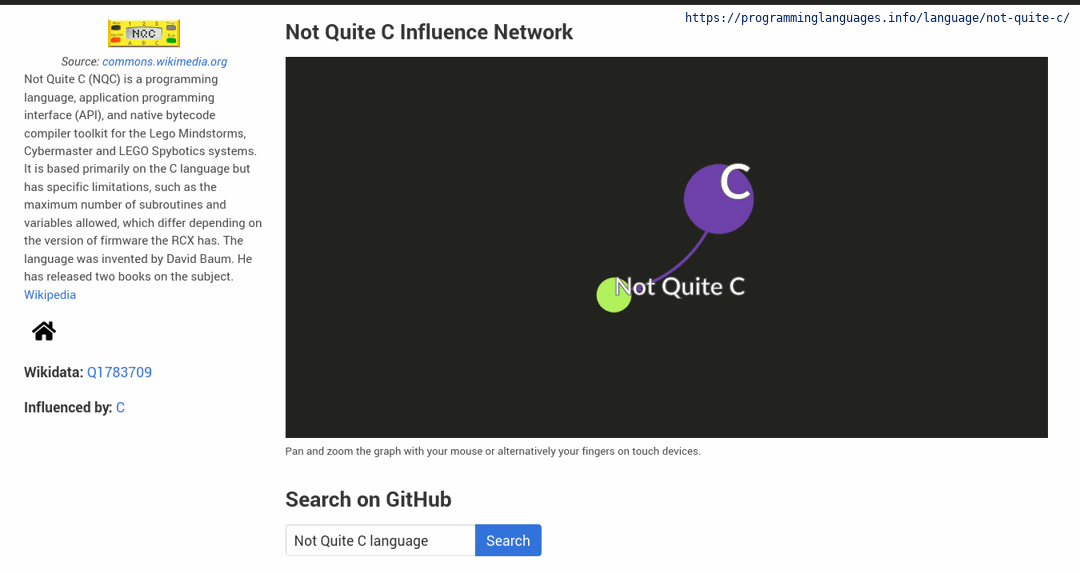 https://programminglanguages.info/language/not-quite-c/
NQC
Source: commons.wikimedia.org
Not Quite C (NQC) is a programming
language, application programming
interface (API), and native bytecode
compiler toolkit for the Lego Mindstorms,
Cybermaster and LEGO Spybotics systems.
It is based primarily on the C language but
has specific limitations, such as the
maximum number of subroutines and
variables allowed, which differ depending on
the version of firmware the RCX has. The
language was invented by David Baum. He
has released two books on the subject.
Wikipedia
Wikidata: Q1783709
Influenced by: C
Not Quite C Influence Network
C
Not Quite C
Pan and zoom the graph with your mouse or alternatively your fingers on touch devices.
Search on GitHub
Not Quite C language
Search